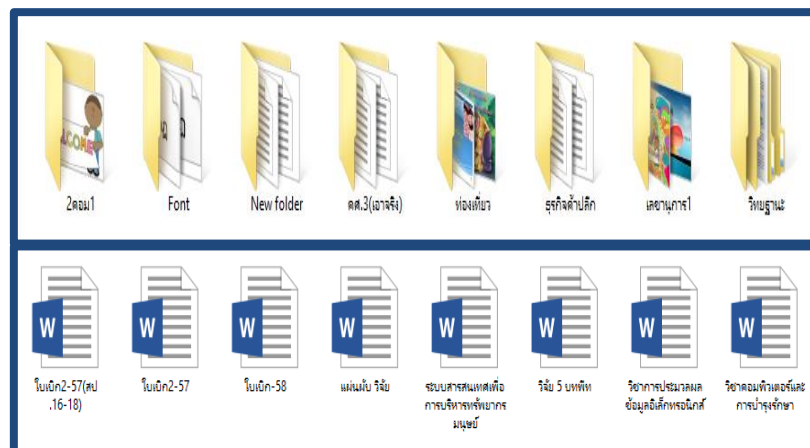 2คอม1
Font
New folder
คศ.3(เอาจริง)
ท่องเที่ยว
ธุรกิจค้าปลีก
เลขานุการ1
วิทยฐานะ
ใบเบิก2-57(สป
.16-18)
ใบเบิก2-57
ใบเบิก-58
แผ่นผับ วิจัย
ระบบสารสนเทศเพื่อ
การบริหารทรัพยากร
มนุษย์
วิจัย 5 บทพิท
วิชาการประมวลผล
ข้อมูลอิเล็กทรอนิกส์
วิชาคอมพิวเตอร์และ
การบำรุงรักษา